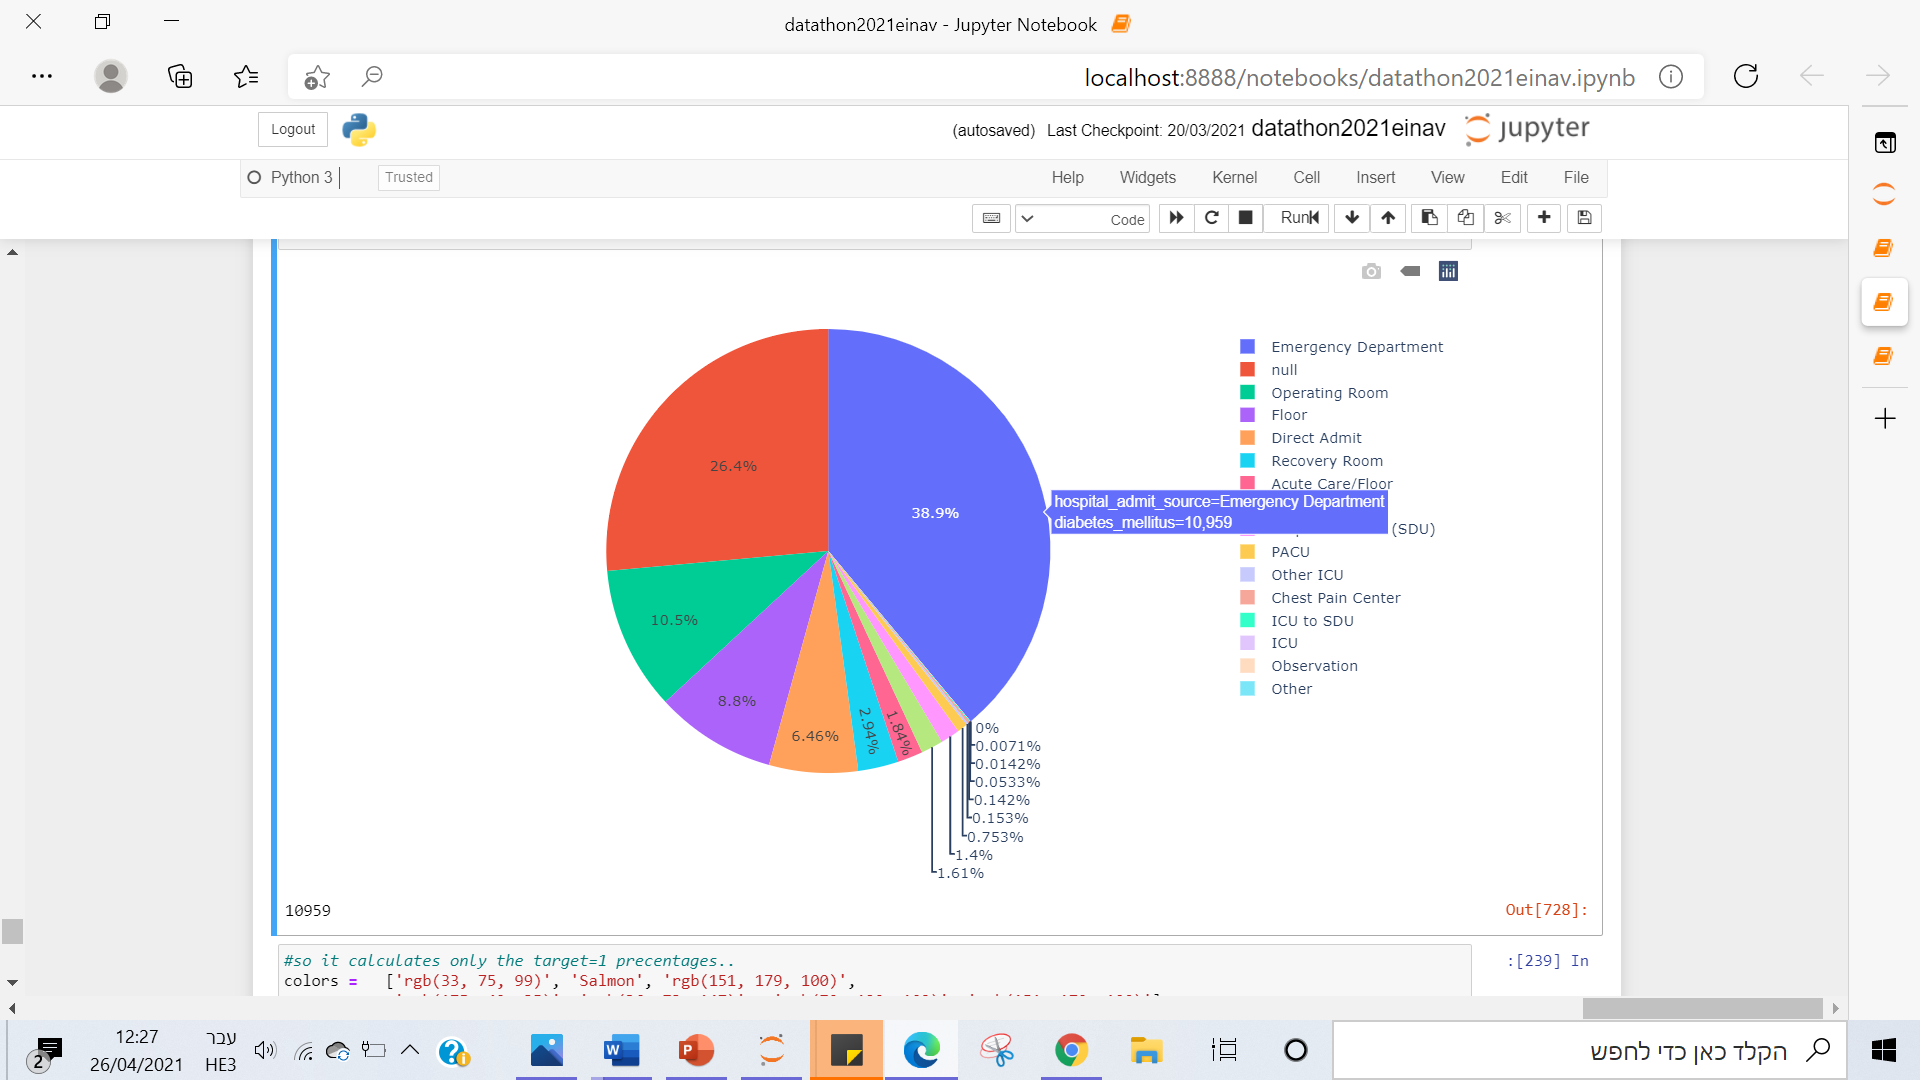 datathon2021einav - Jupyter Notebook
localhost:8888/notebooks/datathon2021einav.ipynb
Logout
(autosaved) Last Checkpoint: 20/03/2021 datathon2021einav jupyter
Python 3 Trusted Help Widgets Kernel Cell Insert View Edit File
Code Run
Emergency Department
null
Operating Room
Floor
Direct Admit
Recovery Room
Acute Care/Floor
hospital_admit_source=Emergency Department
diabetes_mellitus=10,959
(SDU)
PACU
Other ICU
Chest Pain Center
ICU to SDU
ICU
Observation
Other
26.4%
38.9%
10.5%
8.8%
6.46%
2.94%
1.84%
0%
0.0071%
0.0142%
0.0533%
0.142%
0.153%
0.753%
1.4%
1.61%
10959 Out[728]:
#so it calculates only the target=1 precentages.. :[239] In
colors = ['rgb(33, 75, 99)', 'Salmon', 'rgb(151, 179, 100)',
2
12:27
26/04/2021
עבר
HE3
הקלד כאן כדי לחפש